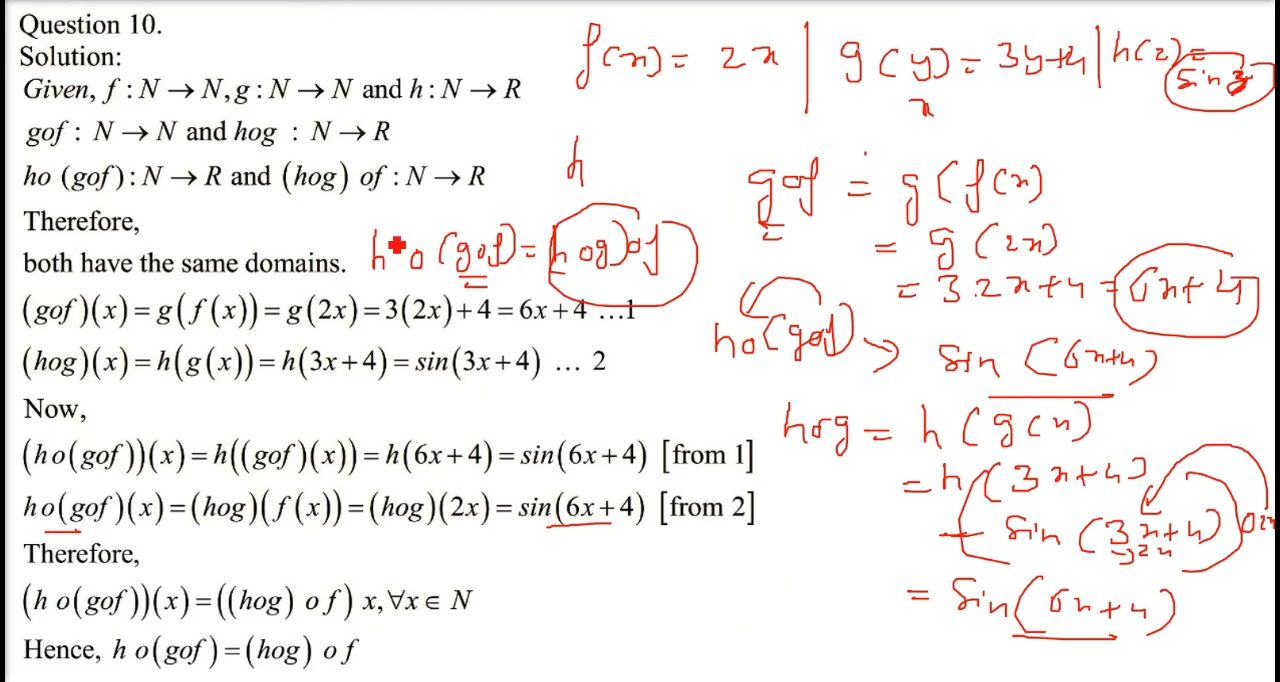 Question 10.
Solution:
Given, f : N → N, g : N → N and h : N → R
gof : N → N and hog : N → R
ho (gof) : N → R and (hog) of : N → R
Therefore,
both have the same domains.
(gof)(x) = g(f(x)) = g(2x) = 3(2x) + 4 = 6x + 4 ...1
(hog)(x) = h(g(x)) = h(3x + 4) = sin(3x + 4) ... 2
Now,
(h o(gof))(x) = h((gof)(x)) = h(6x + 4) = sin(6x + 4) [from 1]
h o(gof)(x) = (hog)(f(x)) = (hog)(2x) = sin(6x + 4) [from 2]
Therefore,
(h o(gof))(x) = ((hog) o f) x, ∀x ∈ N
Hence, h o(gof) = (hog) o f
f(x) = 2x | g(y) = 3y+4 | h(z) = sin z
x
h
h o (gof) = (hog)of
gof = g(f(x)
= g(2x)
= 3.2x+4 = 6x+4
ho(gof) → sin(6x+4)
hog = h(g(x)
= h(3x+4)
sin(3x+4) o2x
2x
= sin(6x+4)